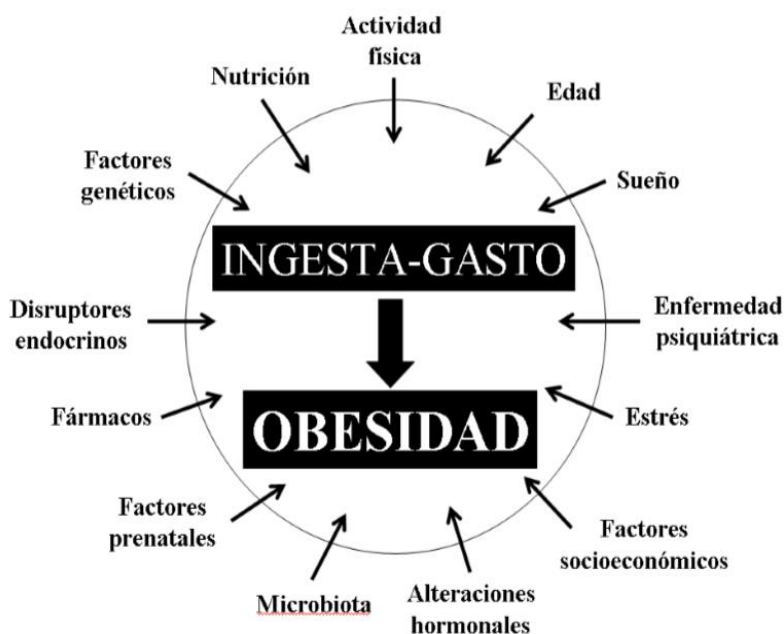 Actividad
física
Nutrición
Edad
Factores
genéticos
Sueño
INGESTA-GASTO
Disruptores
endocrinos
Enfermedad
psiquiátrica
Fármacos
OBESIDAD
Estrés
Factores
prenatales
Factores
socioeconómicos
Microbiota
Alteraciones
hormonales